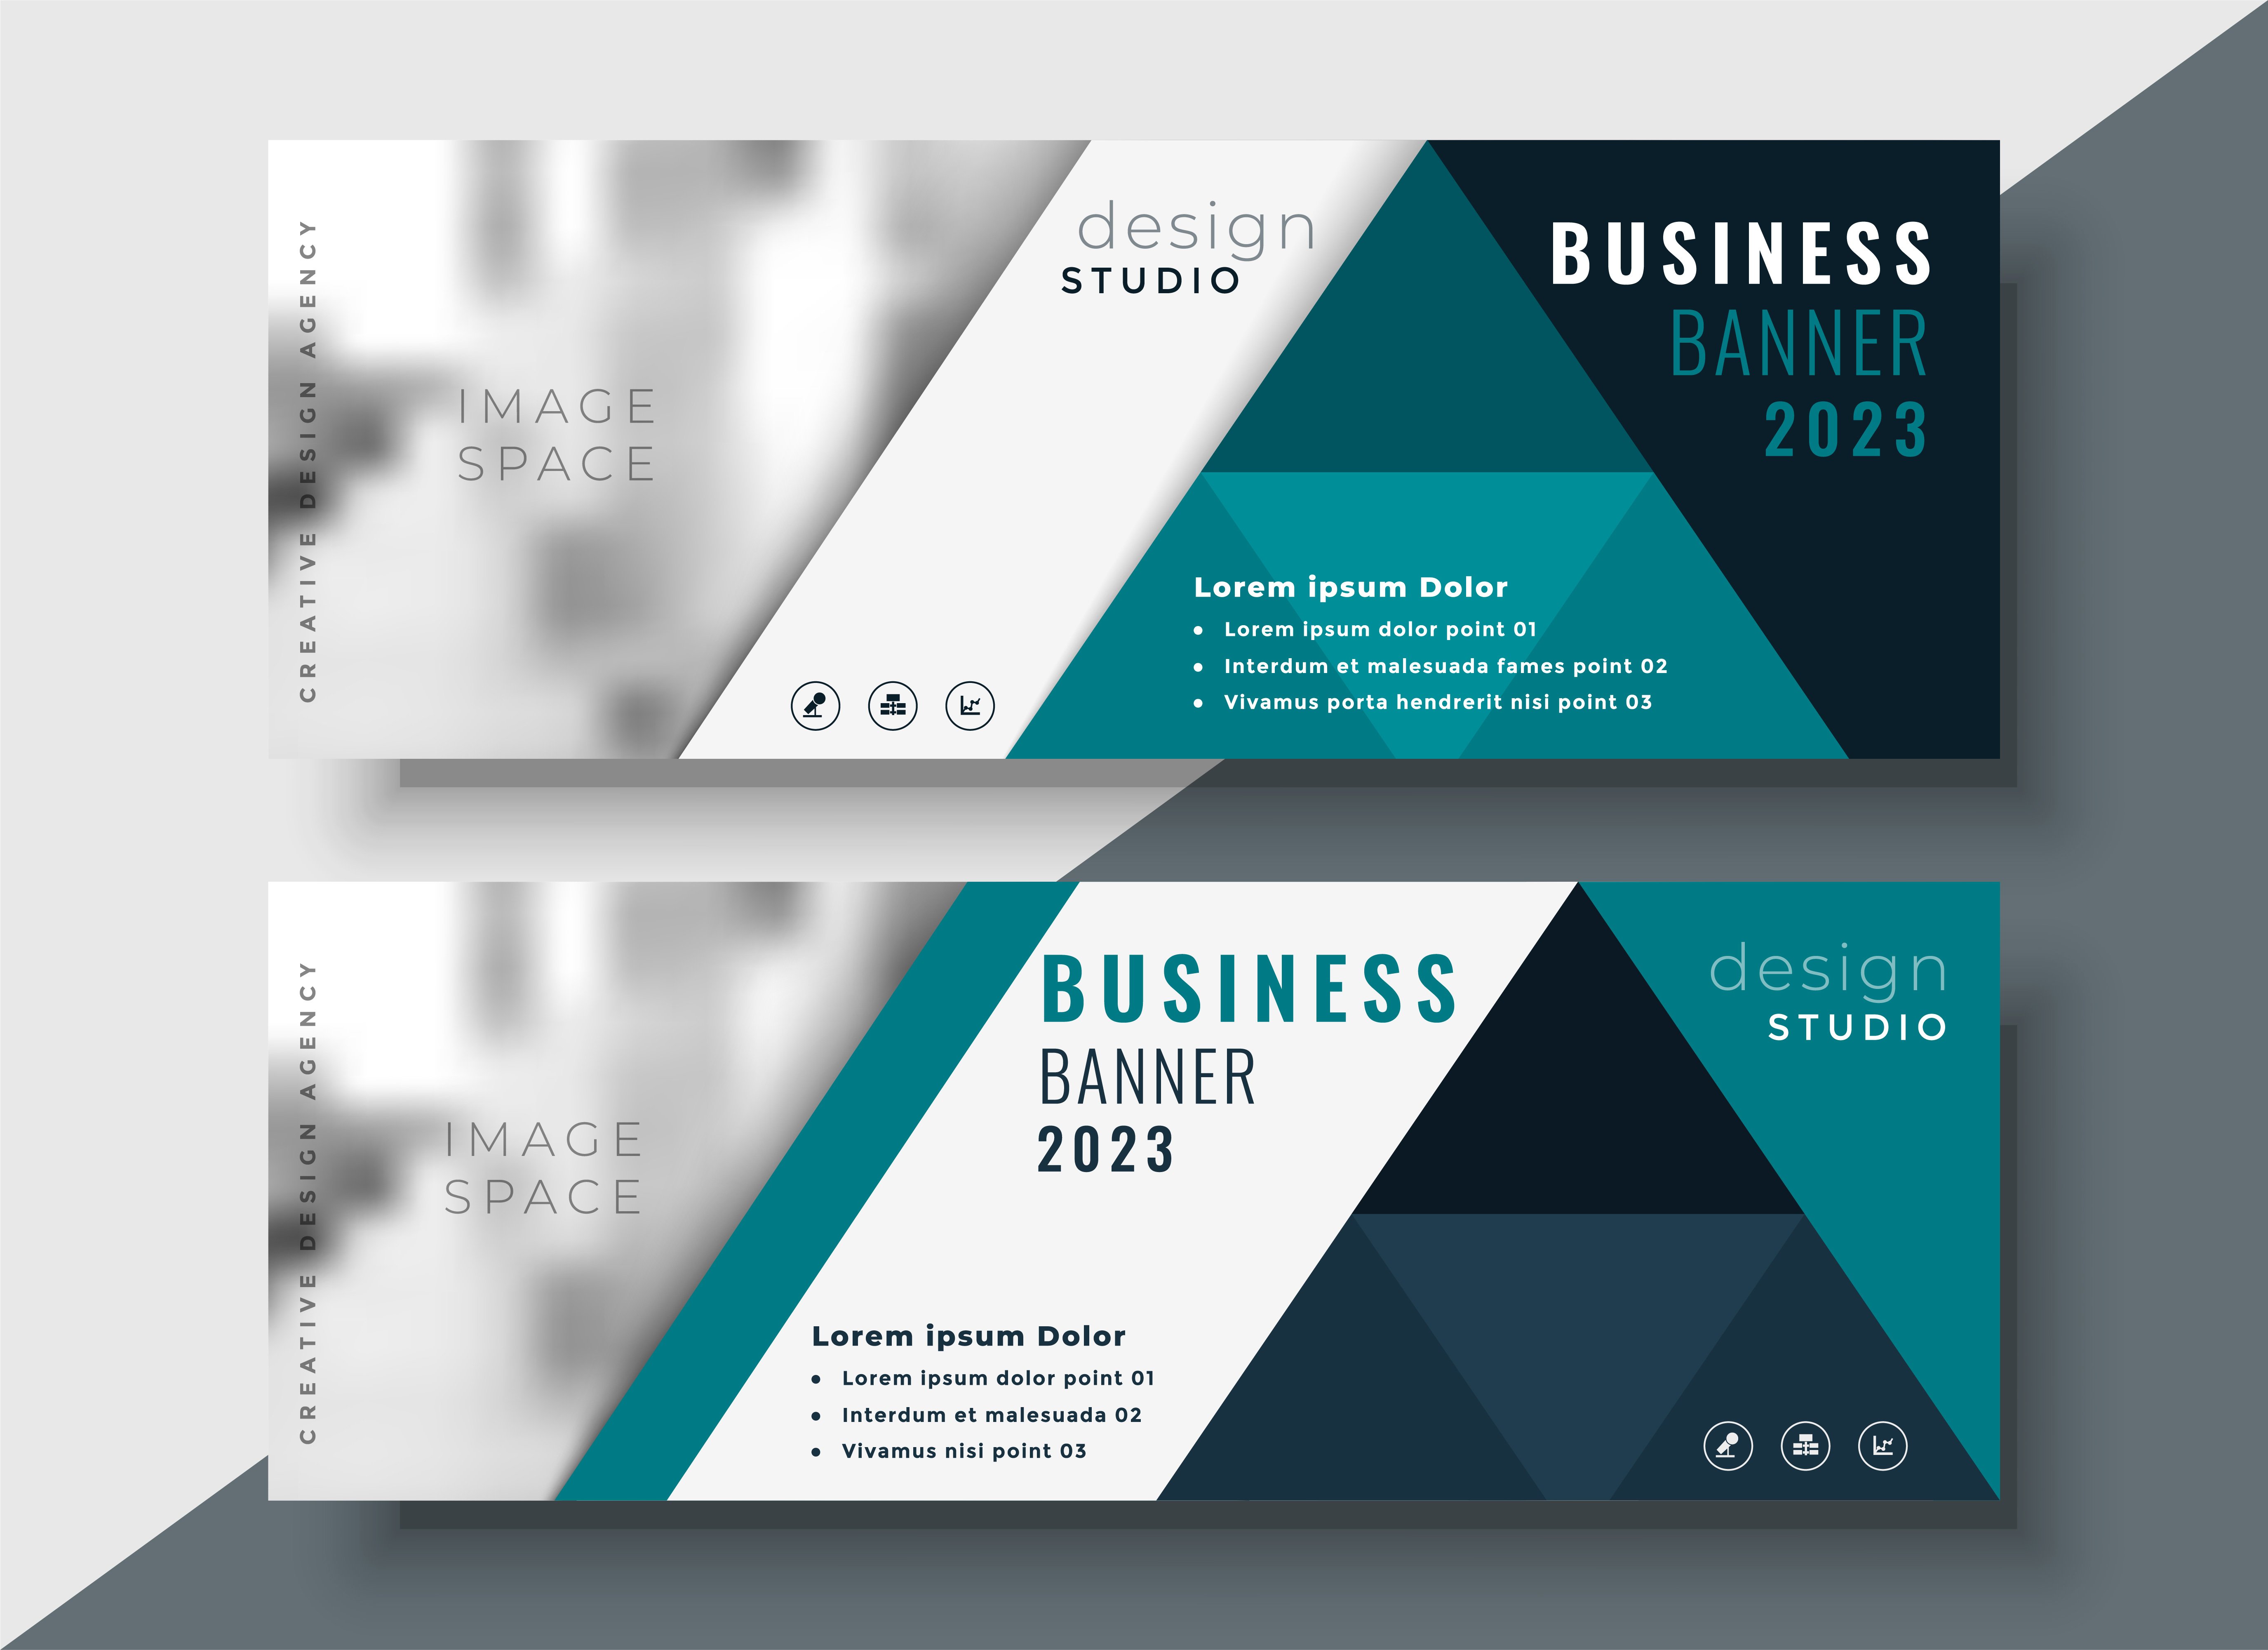 CREATIVE DESIGN AGENCY
IMAGE
SPACE
design
STUDIO
BUSINESS
BANNER
2023
Lorem ipsum Dolor
• Lorem ipsum dolor point 01
• Interdum et malesuada fames point 02
• Vivamus porta hendrerit nisi point 03
CREATIVE DESIGN AGENCY
IMAGE
SPACE
BUSINESS
BANNER
2023
Lorem ipsum Dolor
• Lorem ipsum dolor point 01
• Interdum et malesuada 02
• Vivamus nisi point 03
design
STUDIO